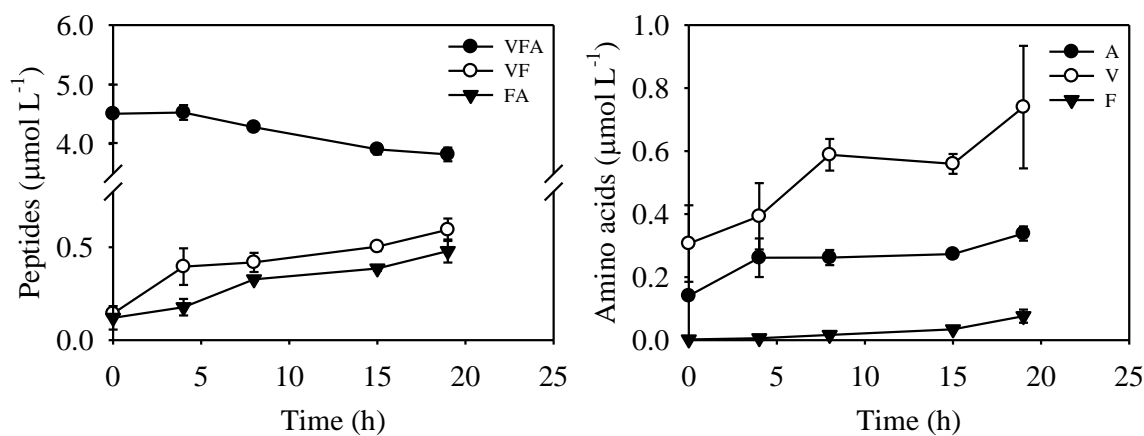 6.0
5.0
4.0
0.5
0.0
Peptides (µmol L⁻¹)
VFA
VF
FA
0 5 10 15 20 25
Time (h)
1.0
0.8
0.6
0.4
0.2
0.0
Amino acids (µmol L⁻¹)
A
V
F
0 5 10 15 20 25
Time (h)